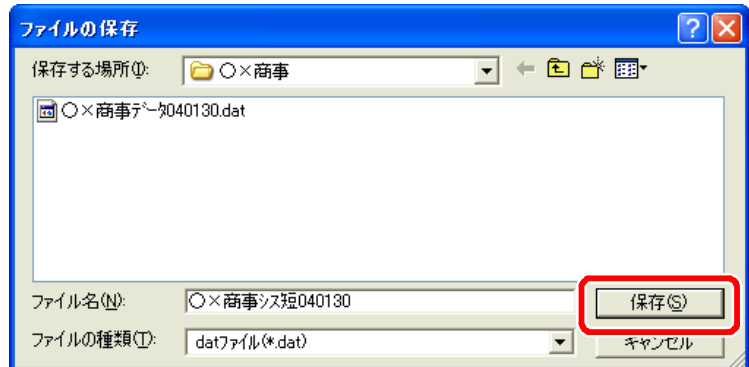 ファイルの保存
保存する場所(I): 〇×商事
〇×商事ﾃﾞｰﾀ040130.dat
ファイル名(N): 〇×商事ｼｽ短040130 保存(S)
ファイルの種類(T): datファイル(*.dat) キャンセル